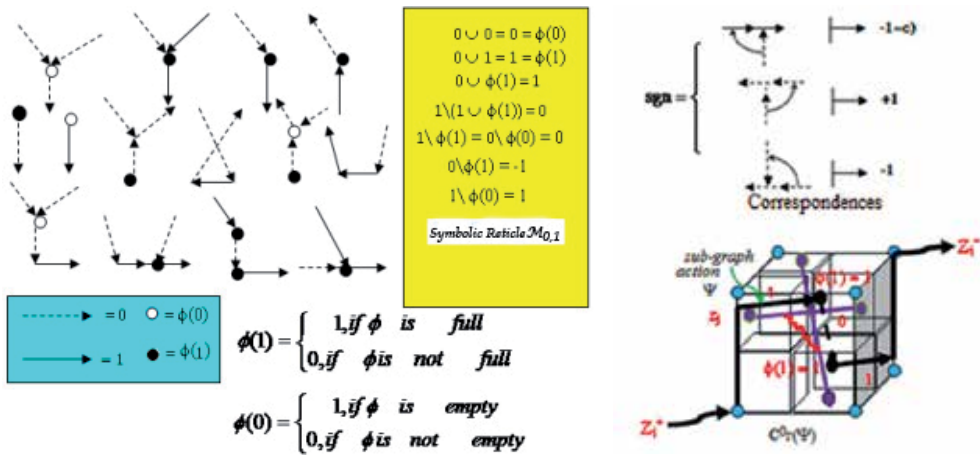 0 ∪ 0 = 0 = ϕ(0)
0 ∪ 1 = 1 = ϕ(1)
0 ∪ ϕ(1) = 1
1\(1 ∪ ϕ(1)) = 0
1\ ϕ(1) = 0\ ϕ(0) = 0
0\ ϕ(1) = -1
1\ ϕ(0) = 1
Symbolic Reticle M0,1
= 0 = ϕ(0)
= 1 = ϕ(1)
ϕ(1) = { 1, if ϕ is full
0, if ϕ is not full
ϕ(0) = { 1, if ϕ is empty
0, if ϕ is not empty
sgn =
-1
+1
-1
Correspondences
sub-graph
action
Ψ
ϕ(1) = 1
0
ϕ(1) = 1
1